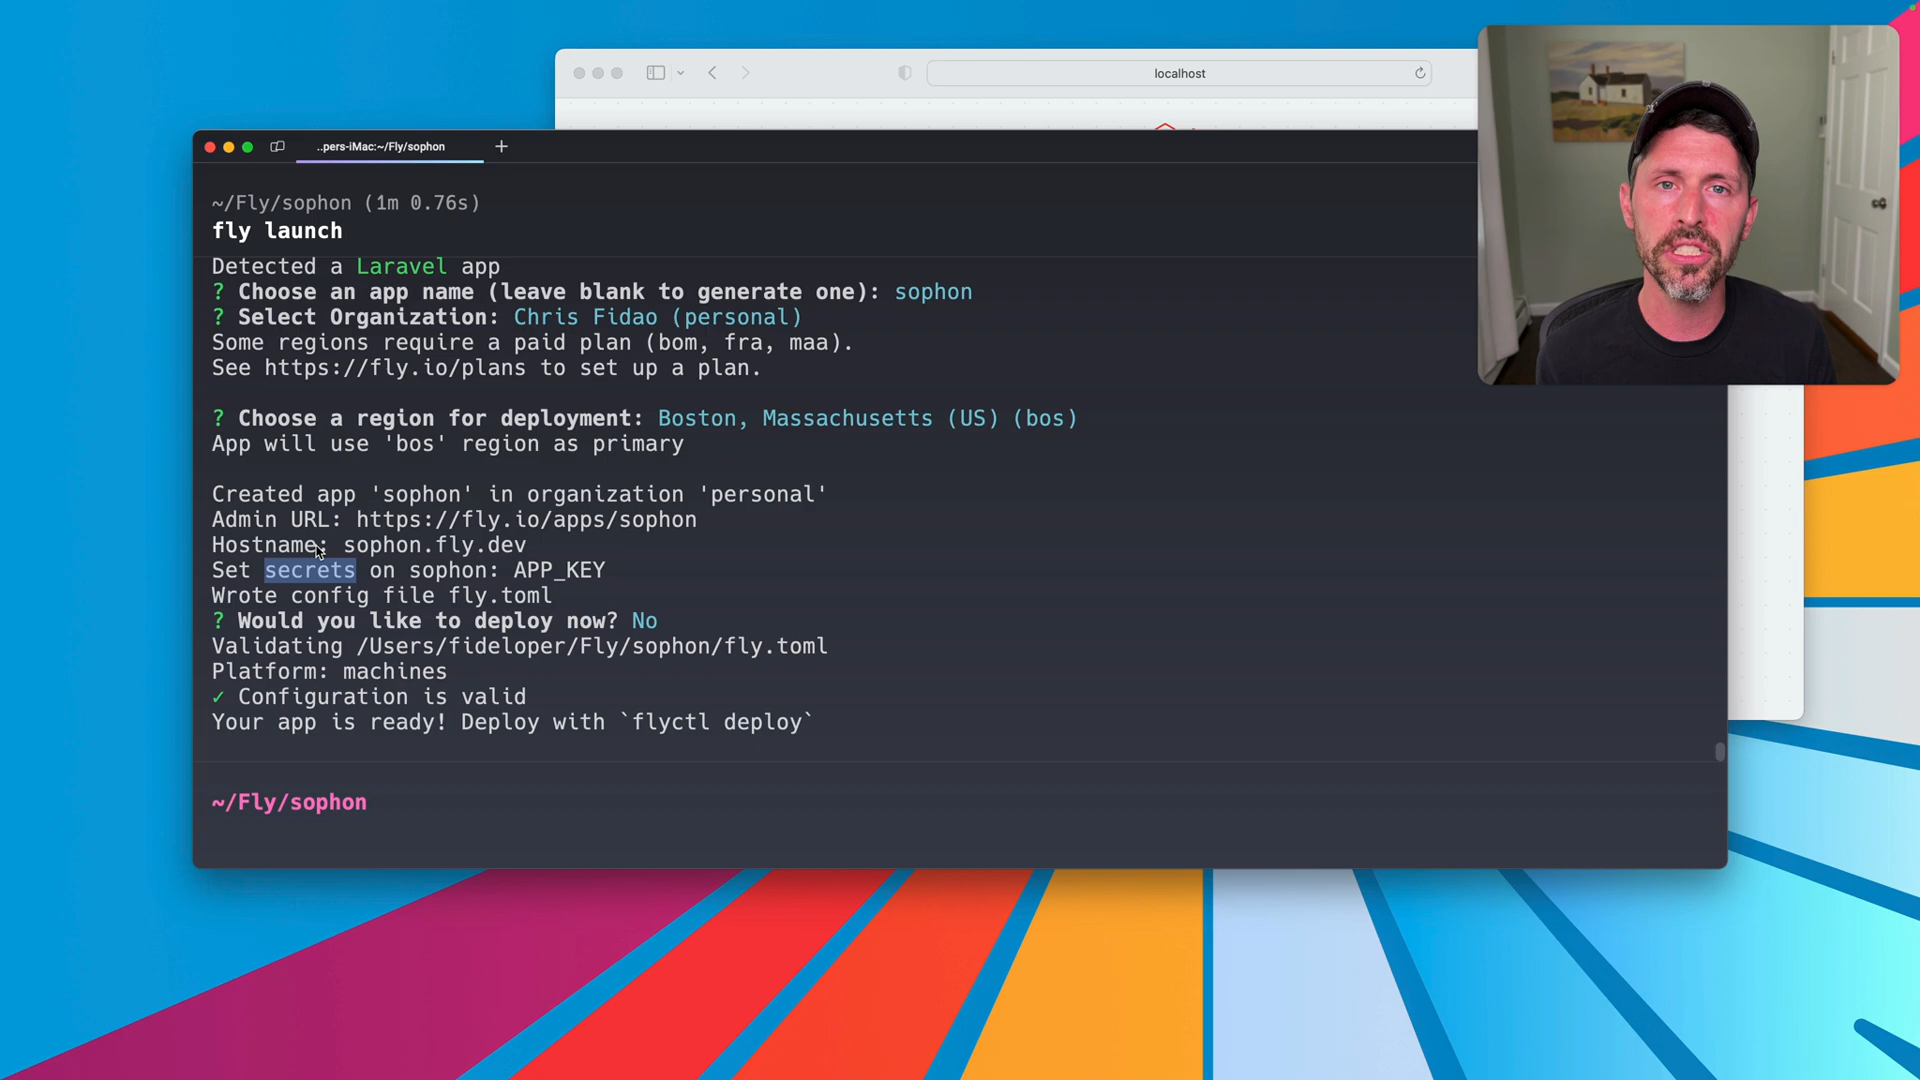 localhost
..pers-iMac:~/Fly/sophon
~/Fly/sophon (1m 0.76s)
fly launch
Detected a Laravel app
? Choose an app name (leave blank to generate one): sophon
? Select Organization: Chris Fidao (personal)
Some regions require a paid plan (bom, fra, maa).
See https://fly.io/plans to set up a plan.
? Choose a region for deployment: Boston, Massachusetts (US) (bos)
App will use 'bos' region as primary
Created app 'sophon' in organization 'personal'
Admin URL: https://fly.io/apps/sophon
Hostname: sophon.fly.dev
Set secrets on sophon: APP_KEY
Wrote config file fly.toml
? Would you like to deploy now? No
Validating /Users/fideloper/Fly/sophon/fly.toml
Platform: machines
✓ Configuration is valid
Your app is ready! Deploy with `flyctl deploy`
~/Fly/sophon